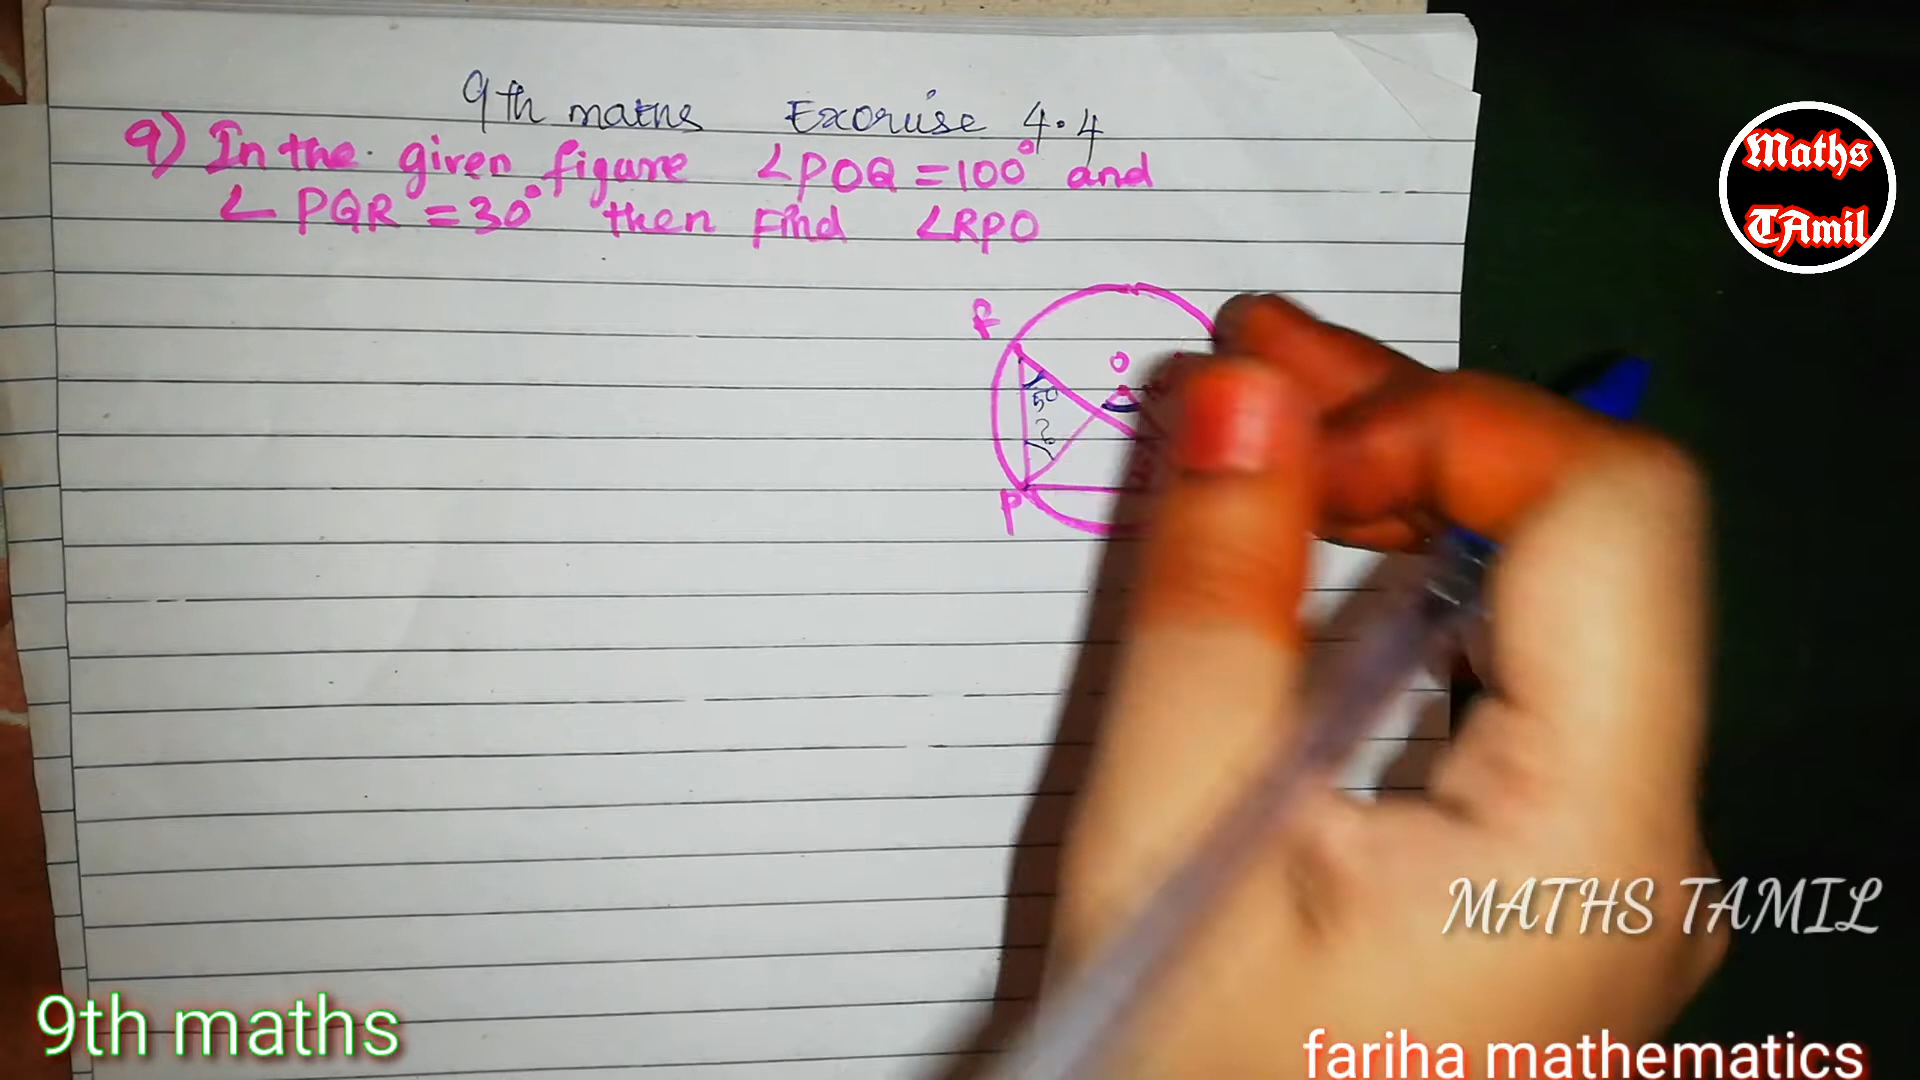 9th maths Exoruise 4.4
9) In the given figure ∠POQ = 100° and
∠PQR = 30° then Find ∠RPO
Maths
TAmil
R
O
50
?
P
MATHS TAMIL
9th maths
fariha mathematics